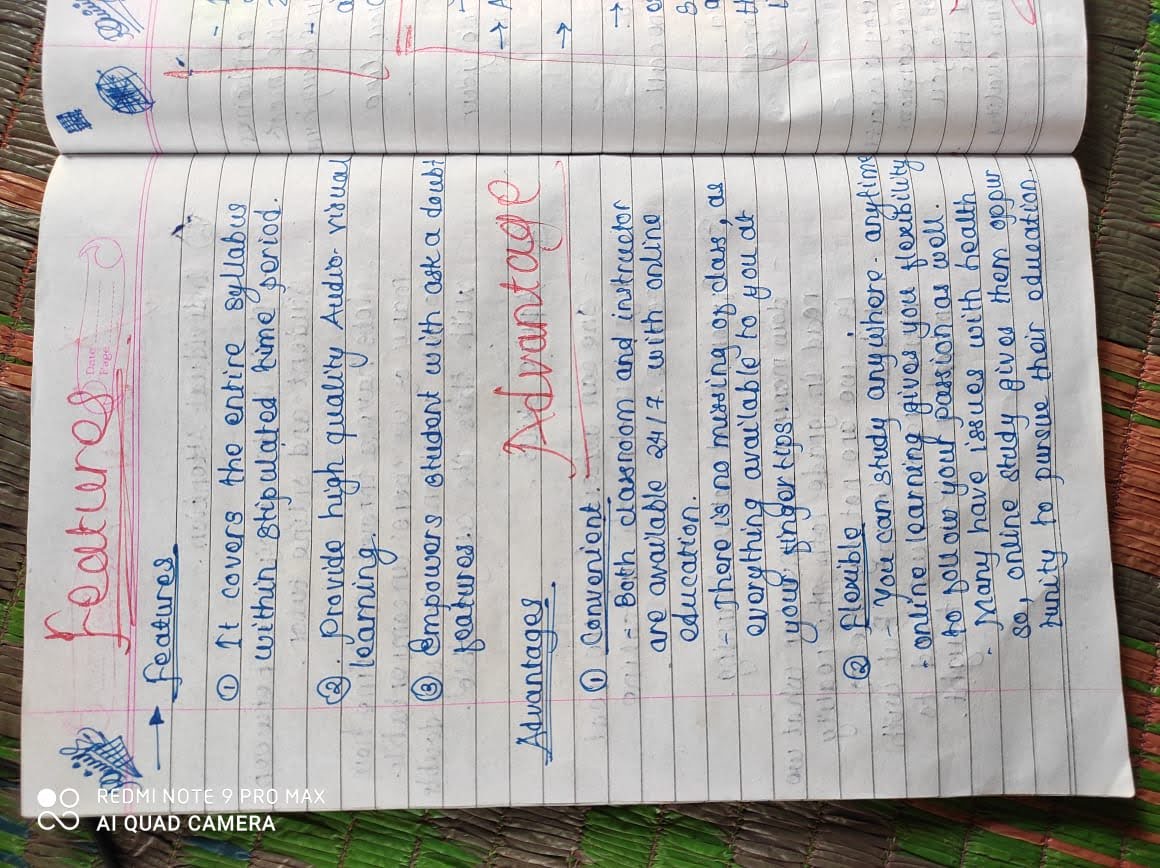 Features
Date
Page
→ Features
① It covers the entire syllabus
within stipulated time period.
②. Provide high quality Audio-visual
learning.
③ Empowers student with ask a doubt
features.
Advantage
Advantages
① Convenient.
- Both classroom and instructor
are available 24/7 with online
education.
- There is no missing of class, as
everything available to you at
your finger tips.
② Flexible
- You can study anywhere - anytime
- online learning gives you flexibility
to follow your passion as well.
- Many have issues with health
so, online study gives them oppur
tunity to pursue their education.
REDMI NOTE 9 PRO MAX
AI QUAD CAMERA